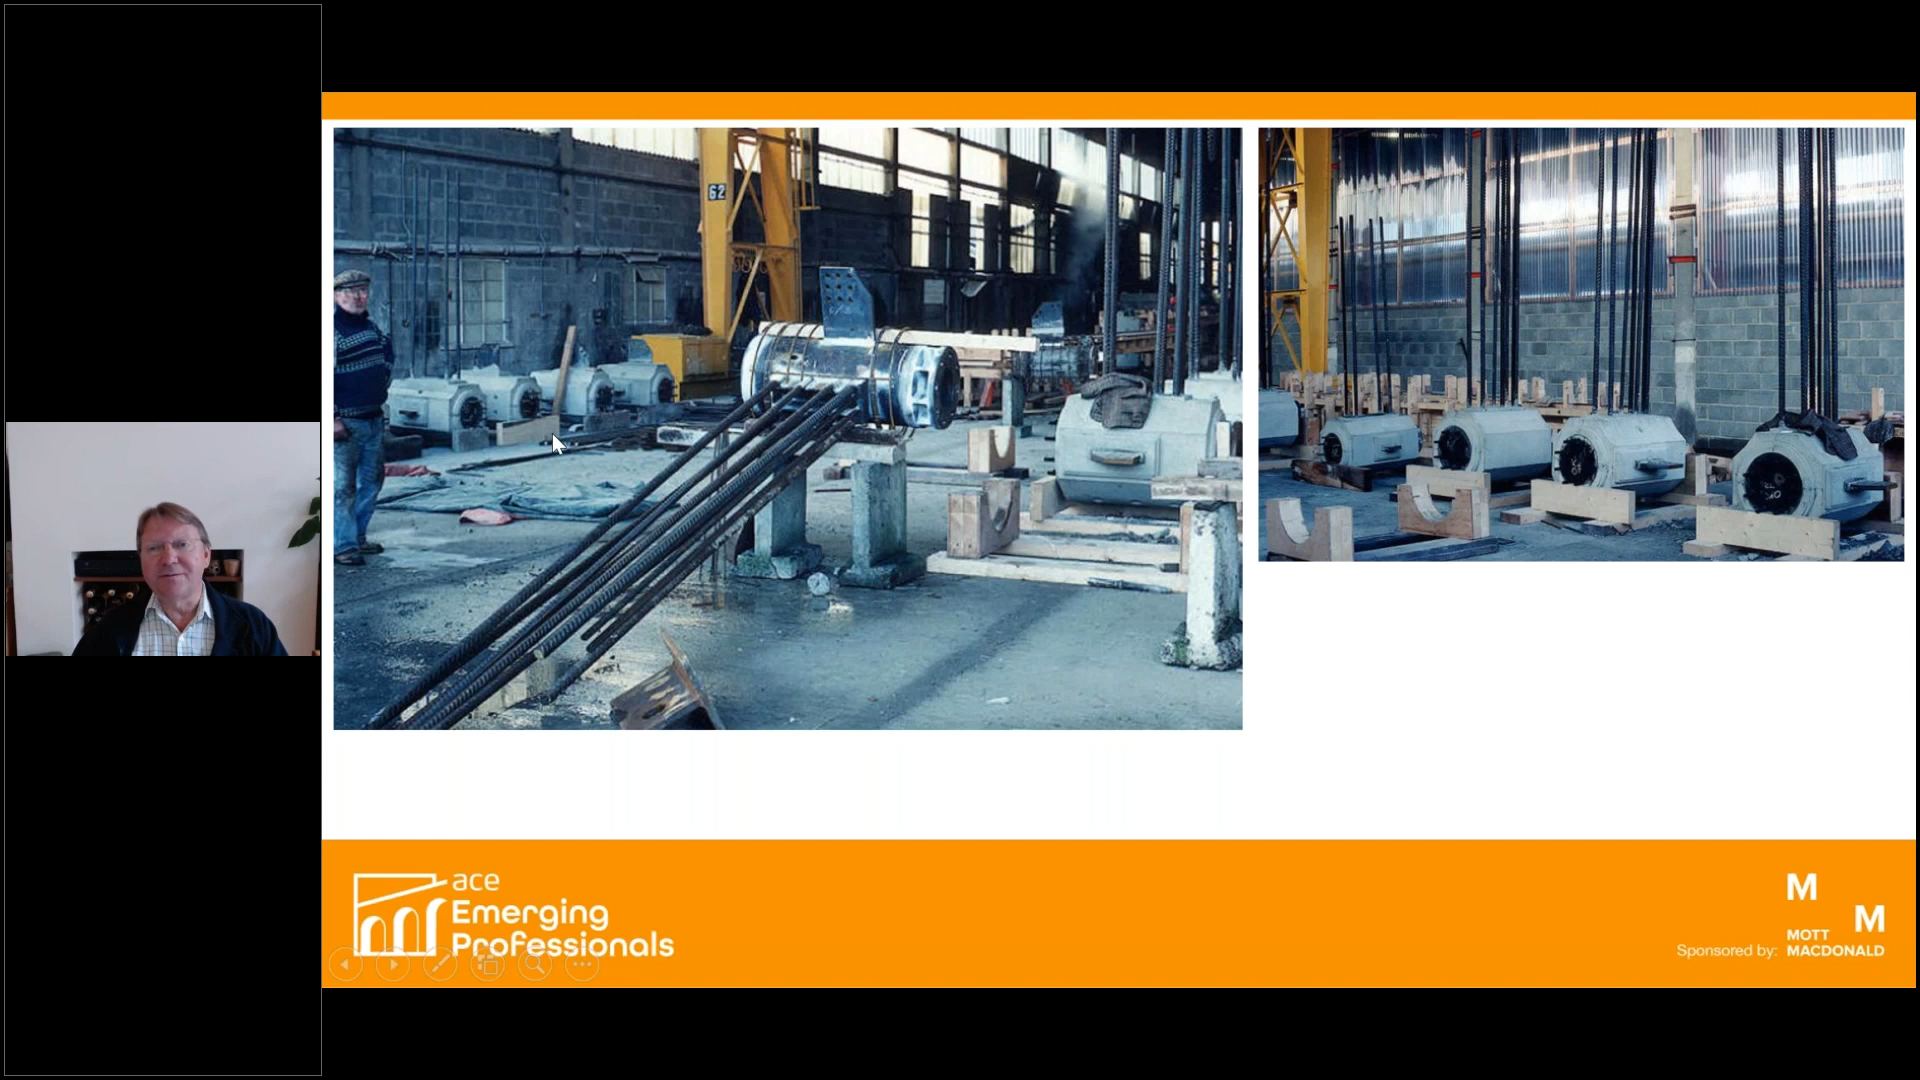 62
ace
Emerging
Professionals
M
M
Sponsored by: MOTT
MACDONALD